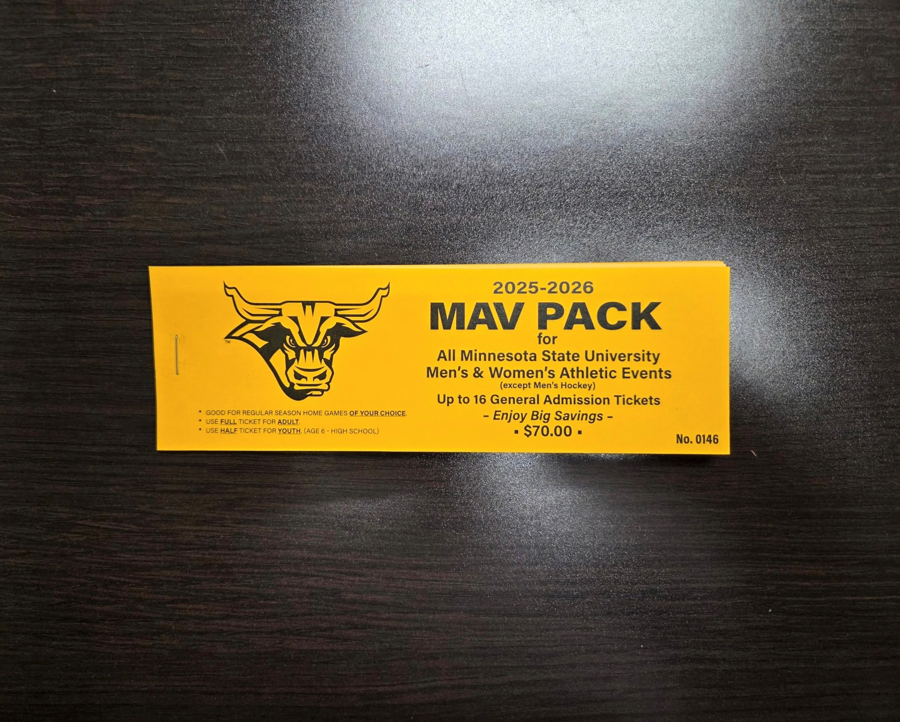 2025-2026
MAV PACK
for
All Minnesota State University
Men's & Women's Athletic Events
(except Men's Hockey)
Up to 16 General Admission Tickets
– Enjoy Big Savings –
• $70.00 •
No. 0146
TM
* GOOD FOR REGULAR SEASON HOME GAMES OF YOUR CHOICE.
* USE FULL TICKET FOR ADULT.
* USE HALF TICKET FOR YOUTH. (AGE 6 - HIGH SCHOOL)